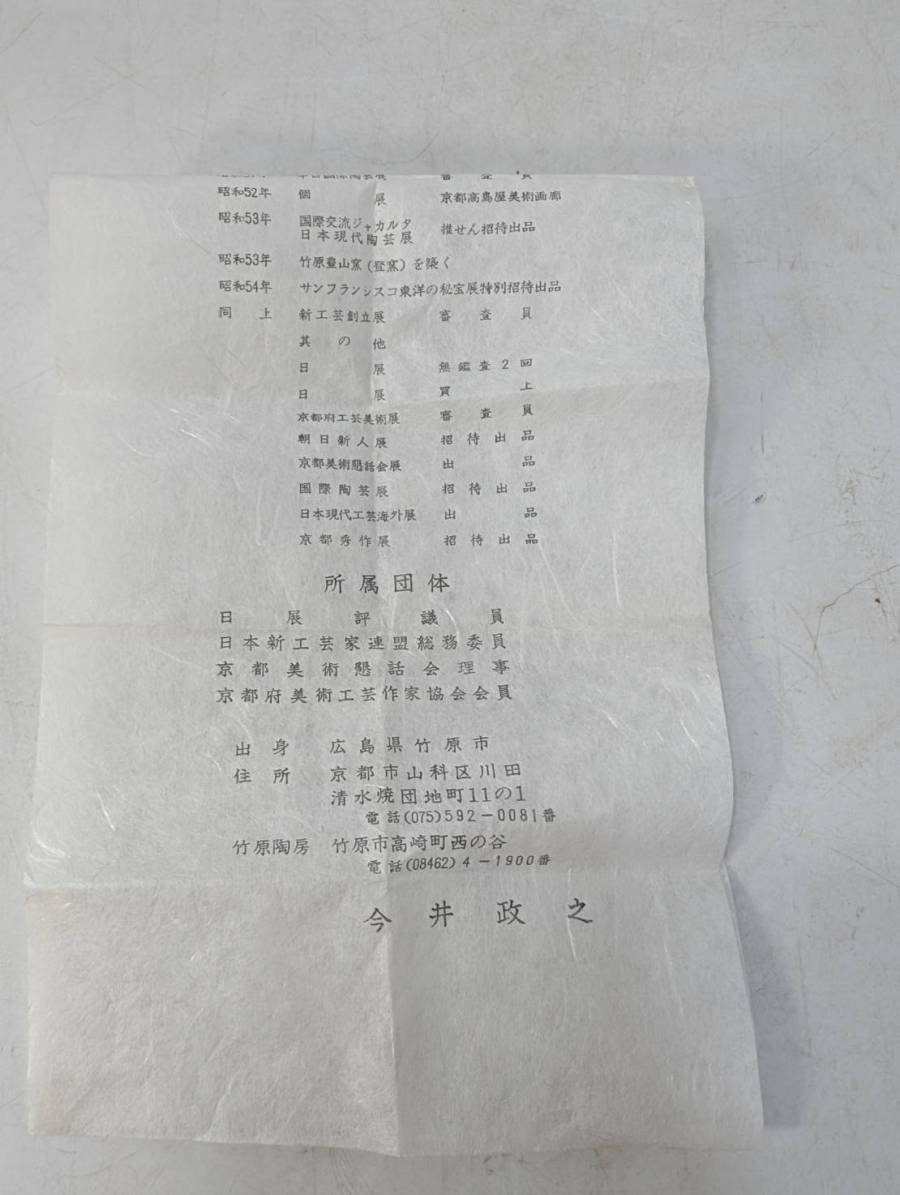 審査員
昭和52年 個展 京都高島屋美術画廊
昭和53年 国際交流ジャカルタ
日本現代陶芸展 推せん招待出品
昭和53年 竹原豊山窯(登窯)を築く
昭和54年 サンフランシスコ東洋の秘宝展特別招待出品
同上 新工芸創立展 審査員
其の他
日展 無鑑査2回
日展 買上
京都府工芸美術展 審査員
朝日新人展 招待出品
京都美術懇話会展 出品
国際陶芸展 招待出品
日本現代工芸海外展 出品
京都秀作展 招待出品
所属団体
日展評議員
日本新工芸家連盟総務委員
京都美術懇話会理事
京都府美術工芸作家協会会員
出身 広島県竹原市
住所 京都市山科区川田
清水焼団地町11の1
電話(075)592-0081番
竹原陶房 竹原市高崎町西の谷
電話(08462)4-1900番
今井政之